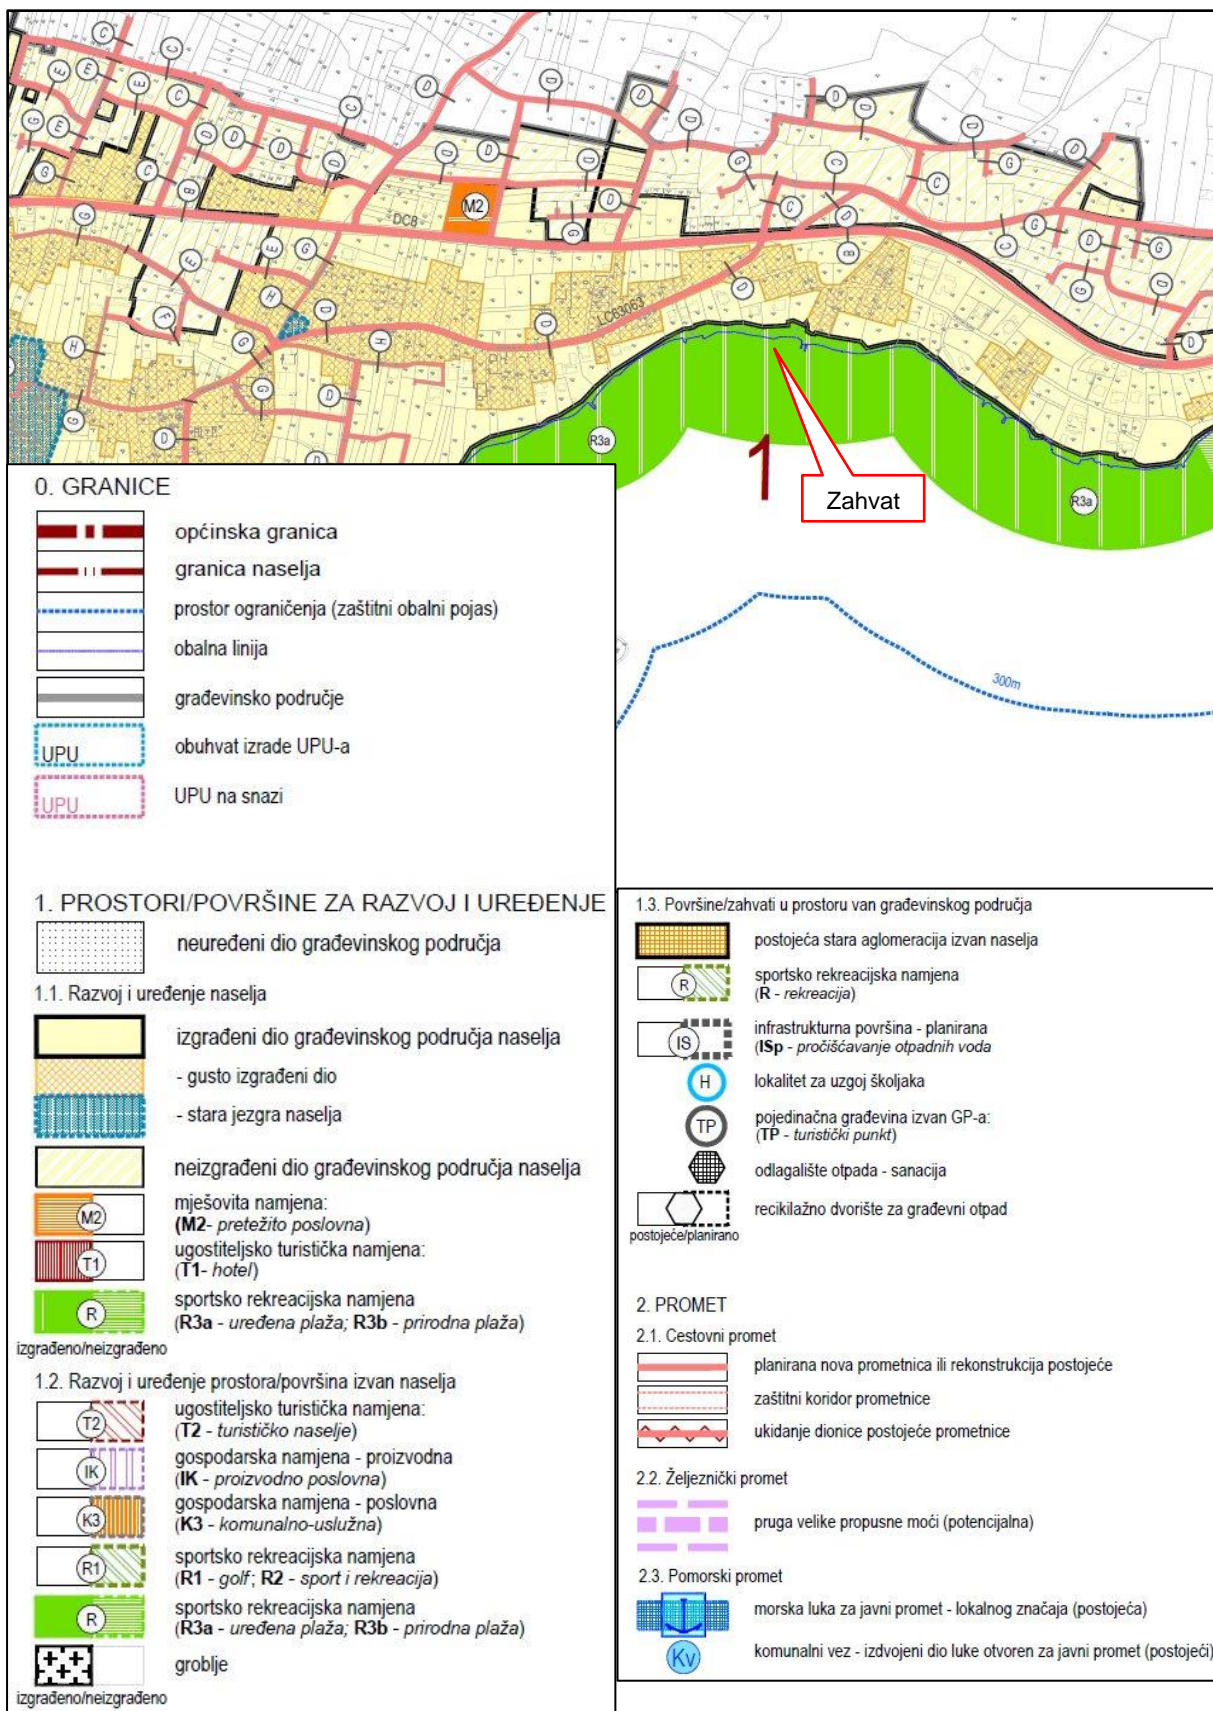 M2
DC8
LC63063
R3a
R3a
1
Zahvat
300m
0. GRANICE
općinska granica
granica naselja
prostor ograničenja (zaštitni obalni pojas)
obalna linija
građevinsko područje
UPU
obuhvat izrade UPU-a
UPU
UPU na snazi
1. PROSTORI/POVRŠINE ZA RAZVOJ I UREĐENJE
neuređeni dio građevinskog područja
1.1. Razvoj i uređenje naselja
izgrađeni dio građevinskog područja naselja
- gusto izgrađeni dio
- stara jezgra naselja
neizgrađeni dio građevinskog područja naselja
mješovita namjena:
M2
(M2- pretežito poslovna)
ugostiteljsko turistička namjena:
T1
(T1- hotel)
sportsko rekreacijska namjena
R
(R3a - uređena plaža; R3b - prirodna plaža)
izgrađeno/neizgrađeno
1.2. Razvoj i uređenje prostora/površina izvan naselja
ugostiteljsko turistička namjena:
T2
(T2 - turističko naselje)
gospodarska namjena - proizvodna
IK
(IK - proizvodno poslovna)
gospodarska namjena - poslovna
K3
(K3 - komunalno-uslužna)
sportsko rekreacijska namjena
R1
(R1 - golf; R2 - sport i rekreacija)
sportsko rekreacijska namjena
R
(R3a - uređena plaža; R3b - prirodna plaža)
groblje
izgrađeno/neizgrađeno
1.3. Površine/zahvati u prostoru van građevinskog područja
postojeća stara aglomeracija izvan naselja
sportsko rekreacijska namjena
R
(R - rekreacija)
infrastrukturna površina - planirana
IS
(ISp - pročišćavanje otpadnih voda
H
lokalitet za uzgoj školjaka
pojedinačna građevina izvan GP-a:
TP
(TP - turistički punkt)
odlagalište otpada - sanacija
recikilažno dvorište za građevni otpad
postojeće/planirano
2. PROMET
2.1. Cestovni promet
planirana nova prometnica ili rekonstrukcija postojeće
zaštitni koridor prometnice
ukidanje dionice postojeće prometnice
2.2. Željeznički promet
pruga velike propusne moći (potencijalna)
2.3. Pomorski promet
morska luka za javni promet - lokalnog značaja (postojeća)
Kv
komunalni vez - izdvojeni dio luke otvoren za javni promet (postojeći)